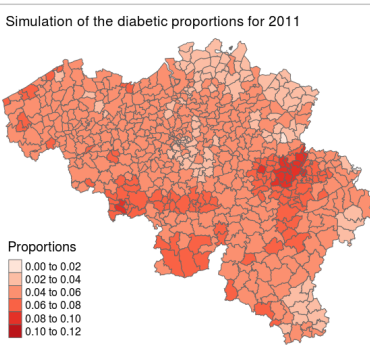 Simulation of the diabetic proportions for 2011
Proportions
0.00 to 0.02
0.02 to 0.04
0.04 to 0.06
0.06 to 0.08
0.08 to 0.10
0.10 to 0.12